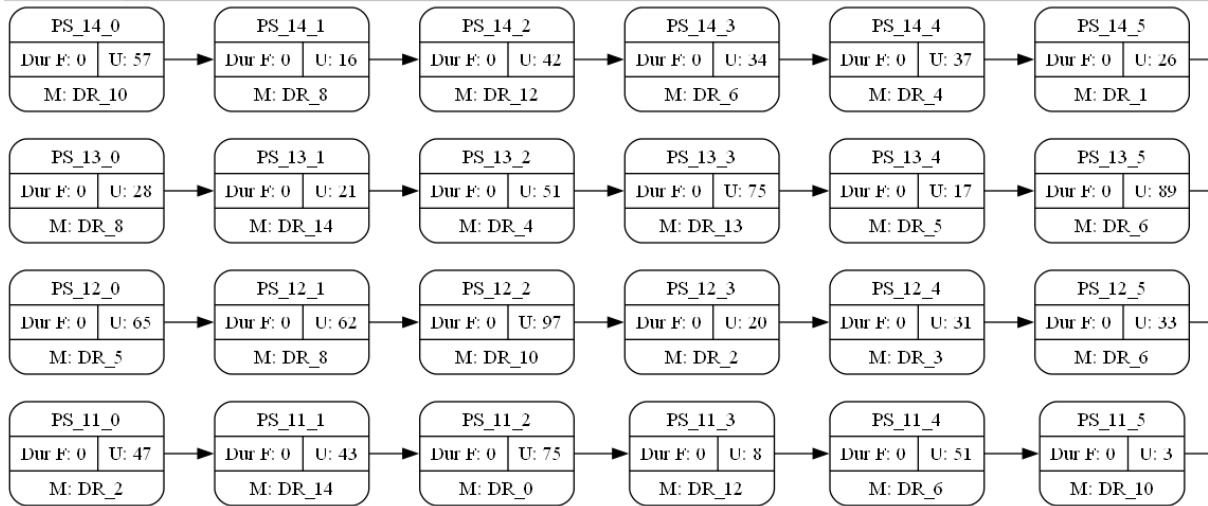 PS_14_0 PS_14_1 PS_14_2 PS_14_3 PS_14_4 PS_14_5
Dur F: 0 U: 57 Dur F: 0 U: 16 Dur F: 0 U: 42 Dur F: 0 U: 34 Dur F: 0 U: 37 Dur F: 0 U: 26
M: DR_10 M: DR_8 M: DR_12 M: DR_6 M: DR_4 M: DR_1
PS_13_0 PS_13_1 PS_13_2 PS_13_3 PS_13_4 PS_13_5
Dur F: 0 U: 28 Dur F: 0 U: 21 Dur F: 0 U: 51 Dur F: 0 U: 75 Dur F: 0 U: 17 Dur F: 0 U: 89
M: DR_8 M: DR_14 M: DR_4 M: DR_13 M: DR_5 M: DR_6
PS_12_0 PS_12_1 PS_12_2 PS_12_3 PS_12_4 PS_12_5
Dur F: 0 U: 65 Dur F: 0 U: 62 Dur F: 0 U: 97 Dur F: 0 U: 20 Dur F: 0 U: 31 Dur F: 0 U: 33
M: DR_5 M: DR_8 M: DR_10 M: DR_2 M: DR_3 M: DR_6
PS_11_0 PS_11_1 PS_11_2 PS_11_3 PS_11_4 PS_11_5
Dur F: 0 U: 47 Dur F: 0 U: 43 Dur F: 0 U: 75 Dur F: 0 U: 8 Dur F: 0 U: 51 Dur F: 0 U: 3
M: DR_2 M: DR_14 M: DR_0 M: DR_12 M: DR_6 M: DR_10